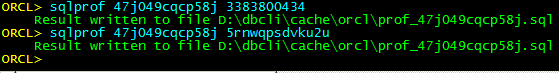 ORCL> sqlprof 47j049cqcp58j 3383800434
Result written to file D:\dbcli\cache\orcl\prof_47j049cqcp58j.sql
ORCL> sqlprof 47j049cqcp58j 5rnwqpsdvku2u
Result written to file D:\dbcli\cache\orcl\prof_47j049cqcp58j.sql
ORCL>